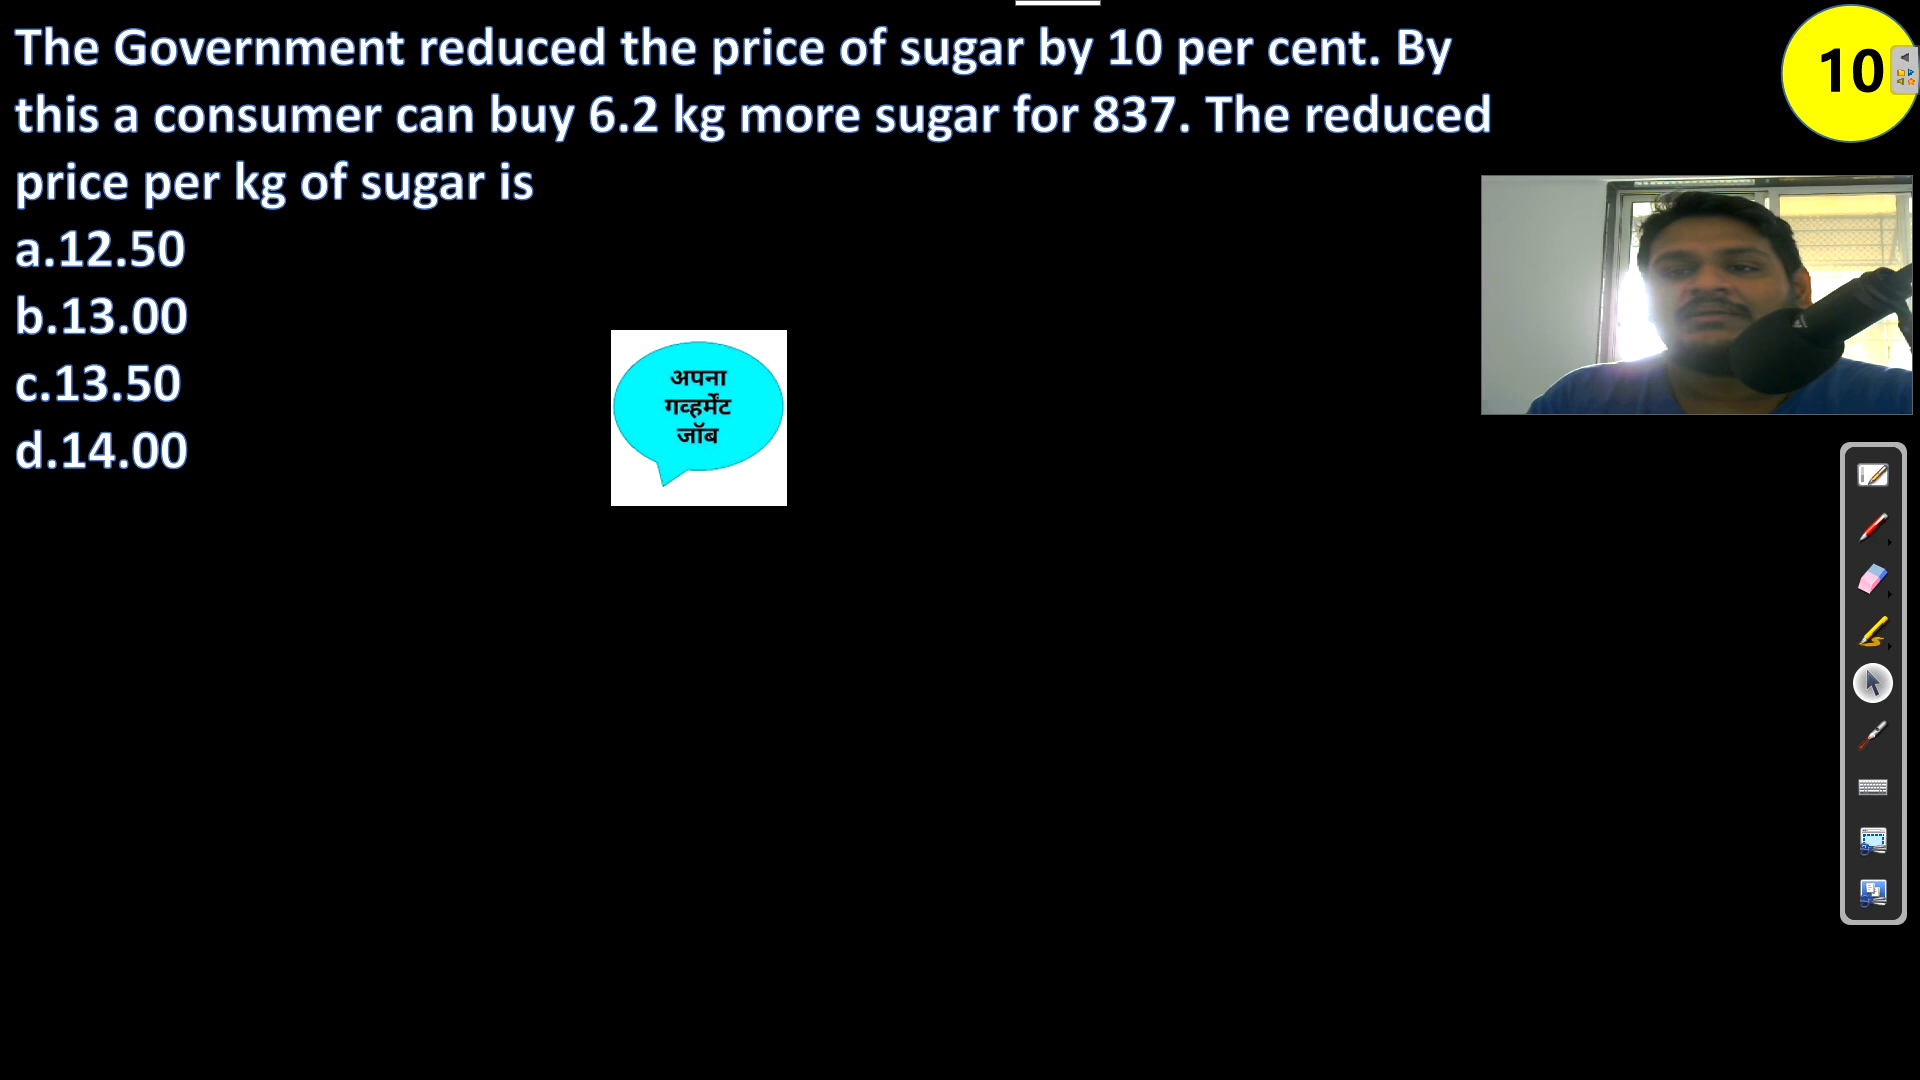 The Government reduced the price of sugar by 10 per cent. By
this a consumer can buy 6.2 kg more sugar for 837. The reduced
price per kg of sugar is
a.12.50
b.13.00
c.13.50
d.14.00
10
अपना
गव्हर्मेंट
जॉब